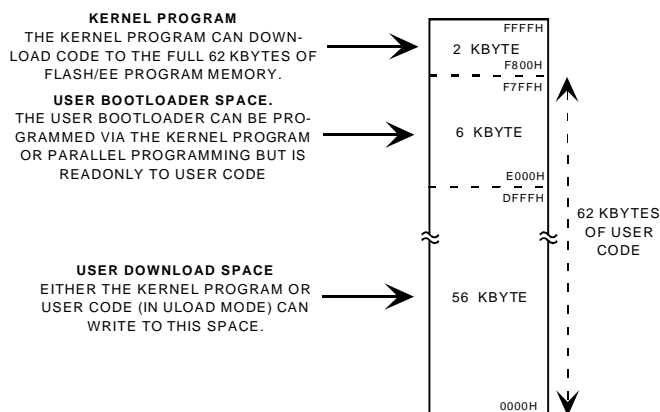 KERNEL PROGRAM
THE KERNEL PROGRAM CAN DOWN-
LOAD CODE TO THE FULL 62 KBYTES OF
FLASH/EE PROGRAM MEMORY.
USER BOOTLOADER SPACE.
THE USER BOOTLOADER CAN BE PRO-
GRAMMED VIA THE KERNEL PROGRAM
OR PARALLEL PROGRAMMING BUT IS
READONLY TO USER CODE
USER DOWNLOAD SPACE
EITHER THE KERNEL PROGRAM OR
USER CODE (IN ULOAD MODE) CAN
WRITE TO THIS SPACE.
FFFFH
2 KBYTE
F800H
F7FFH
6 KBYTE
E000H
DFFFH
56 KBYTE
0000H
62 KBYTES
OF USER
CODE